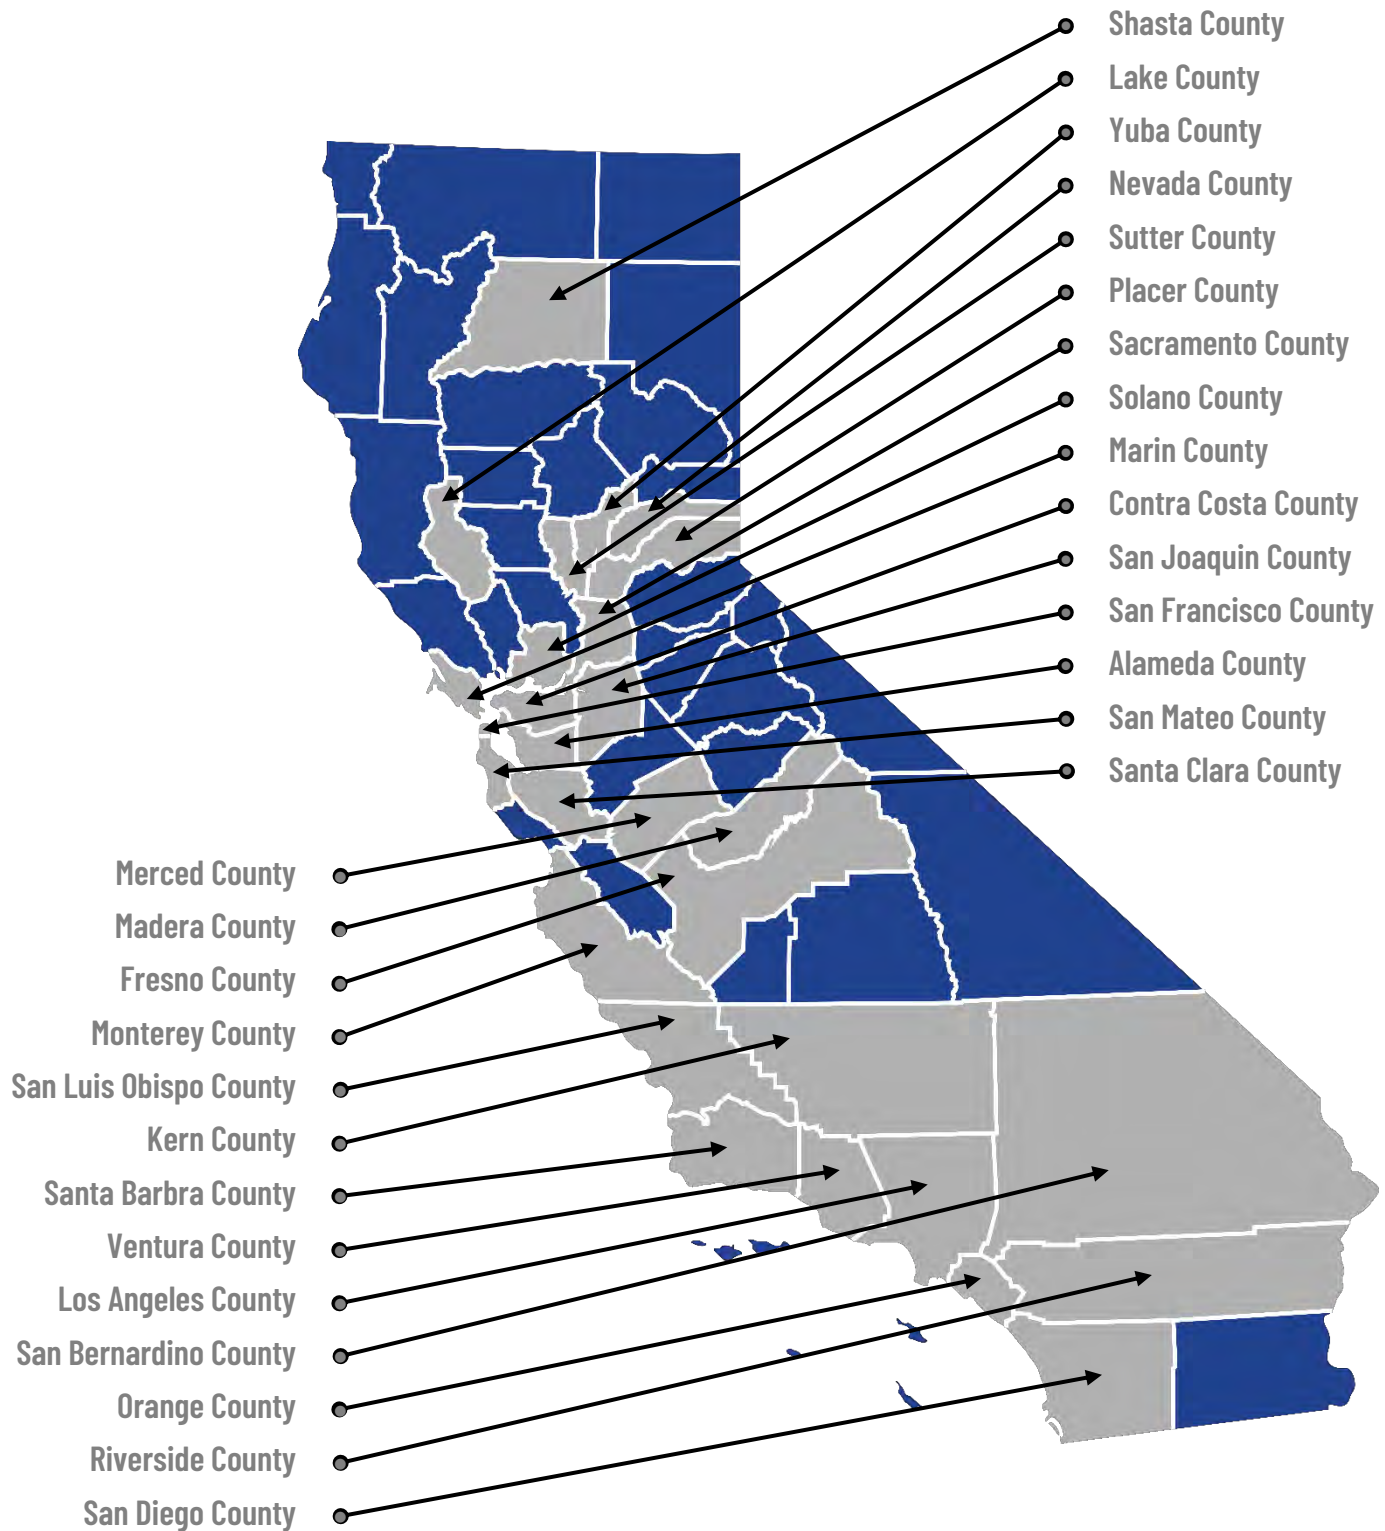 Shasta County
Lake County
Yuba County
Nevada County
Sutter County
Placer County
Sacramento County
Solano County
Marin County
Contra Costa County
San Joaquin County
San Francisco County
Alameda County
San Mateo County
Santa Clara County
Merced County
Madera County
Fresno County
Monterey County
San Luis Obispo County
Kern County
Santa Barbra County
Ventura County
Los Angeles County
San Bernardino County
Orange County
Riverside County
San Diego County